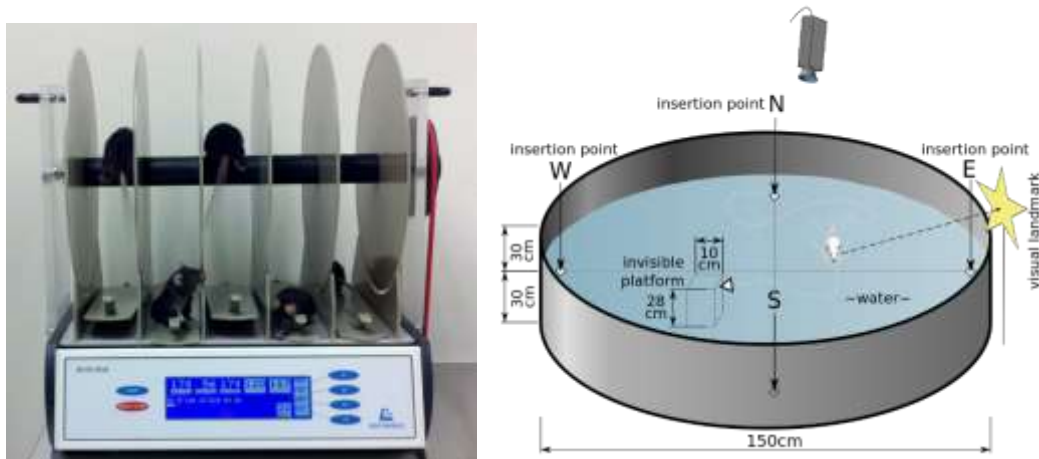 insertion point N
insertion point
W
insertion point
E
visual landmark
30
cm
10
cm
invisible
platform
30
cm
28
cm
S
~water~
150cm